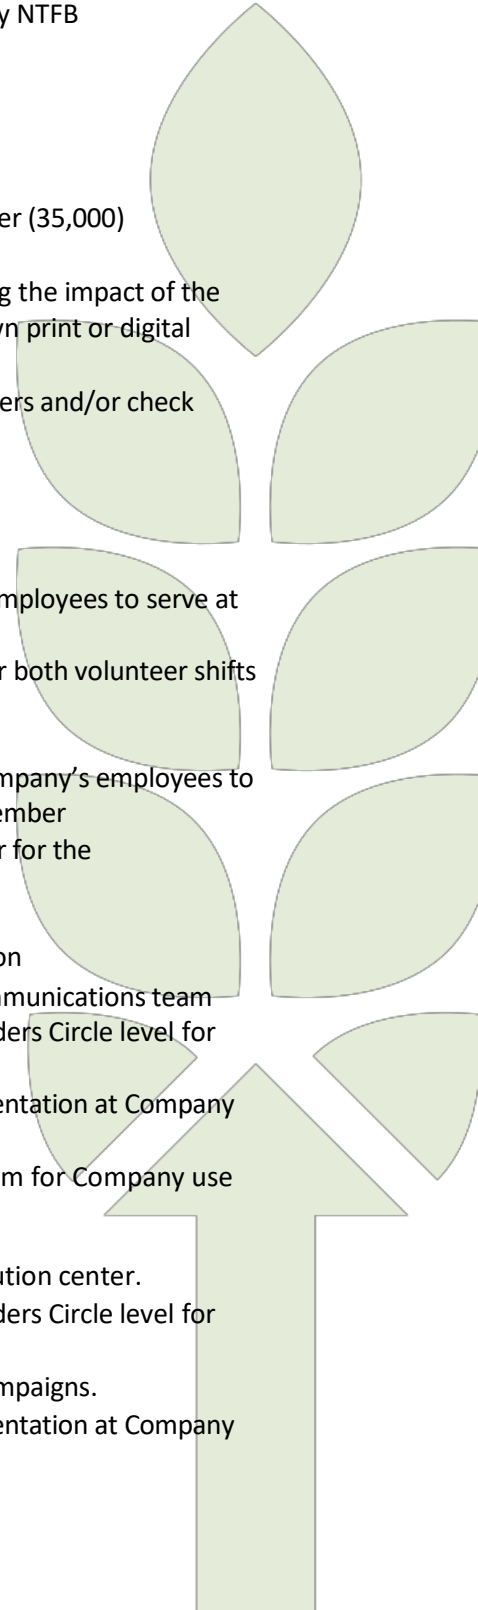 y NTFB
er (35,000)
g the impact of the
wn print or digital
ers and/or check
mployees to serve at
r both volunteer shifts
mpany’s employees to
ember
r for the
on
mmunications team
ders Circle level for
entation at Company
m for Company use
ution center.
ders Circle level for
mpaigns.
entation at Company